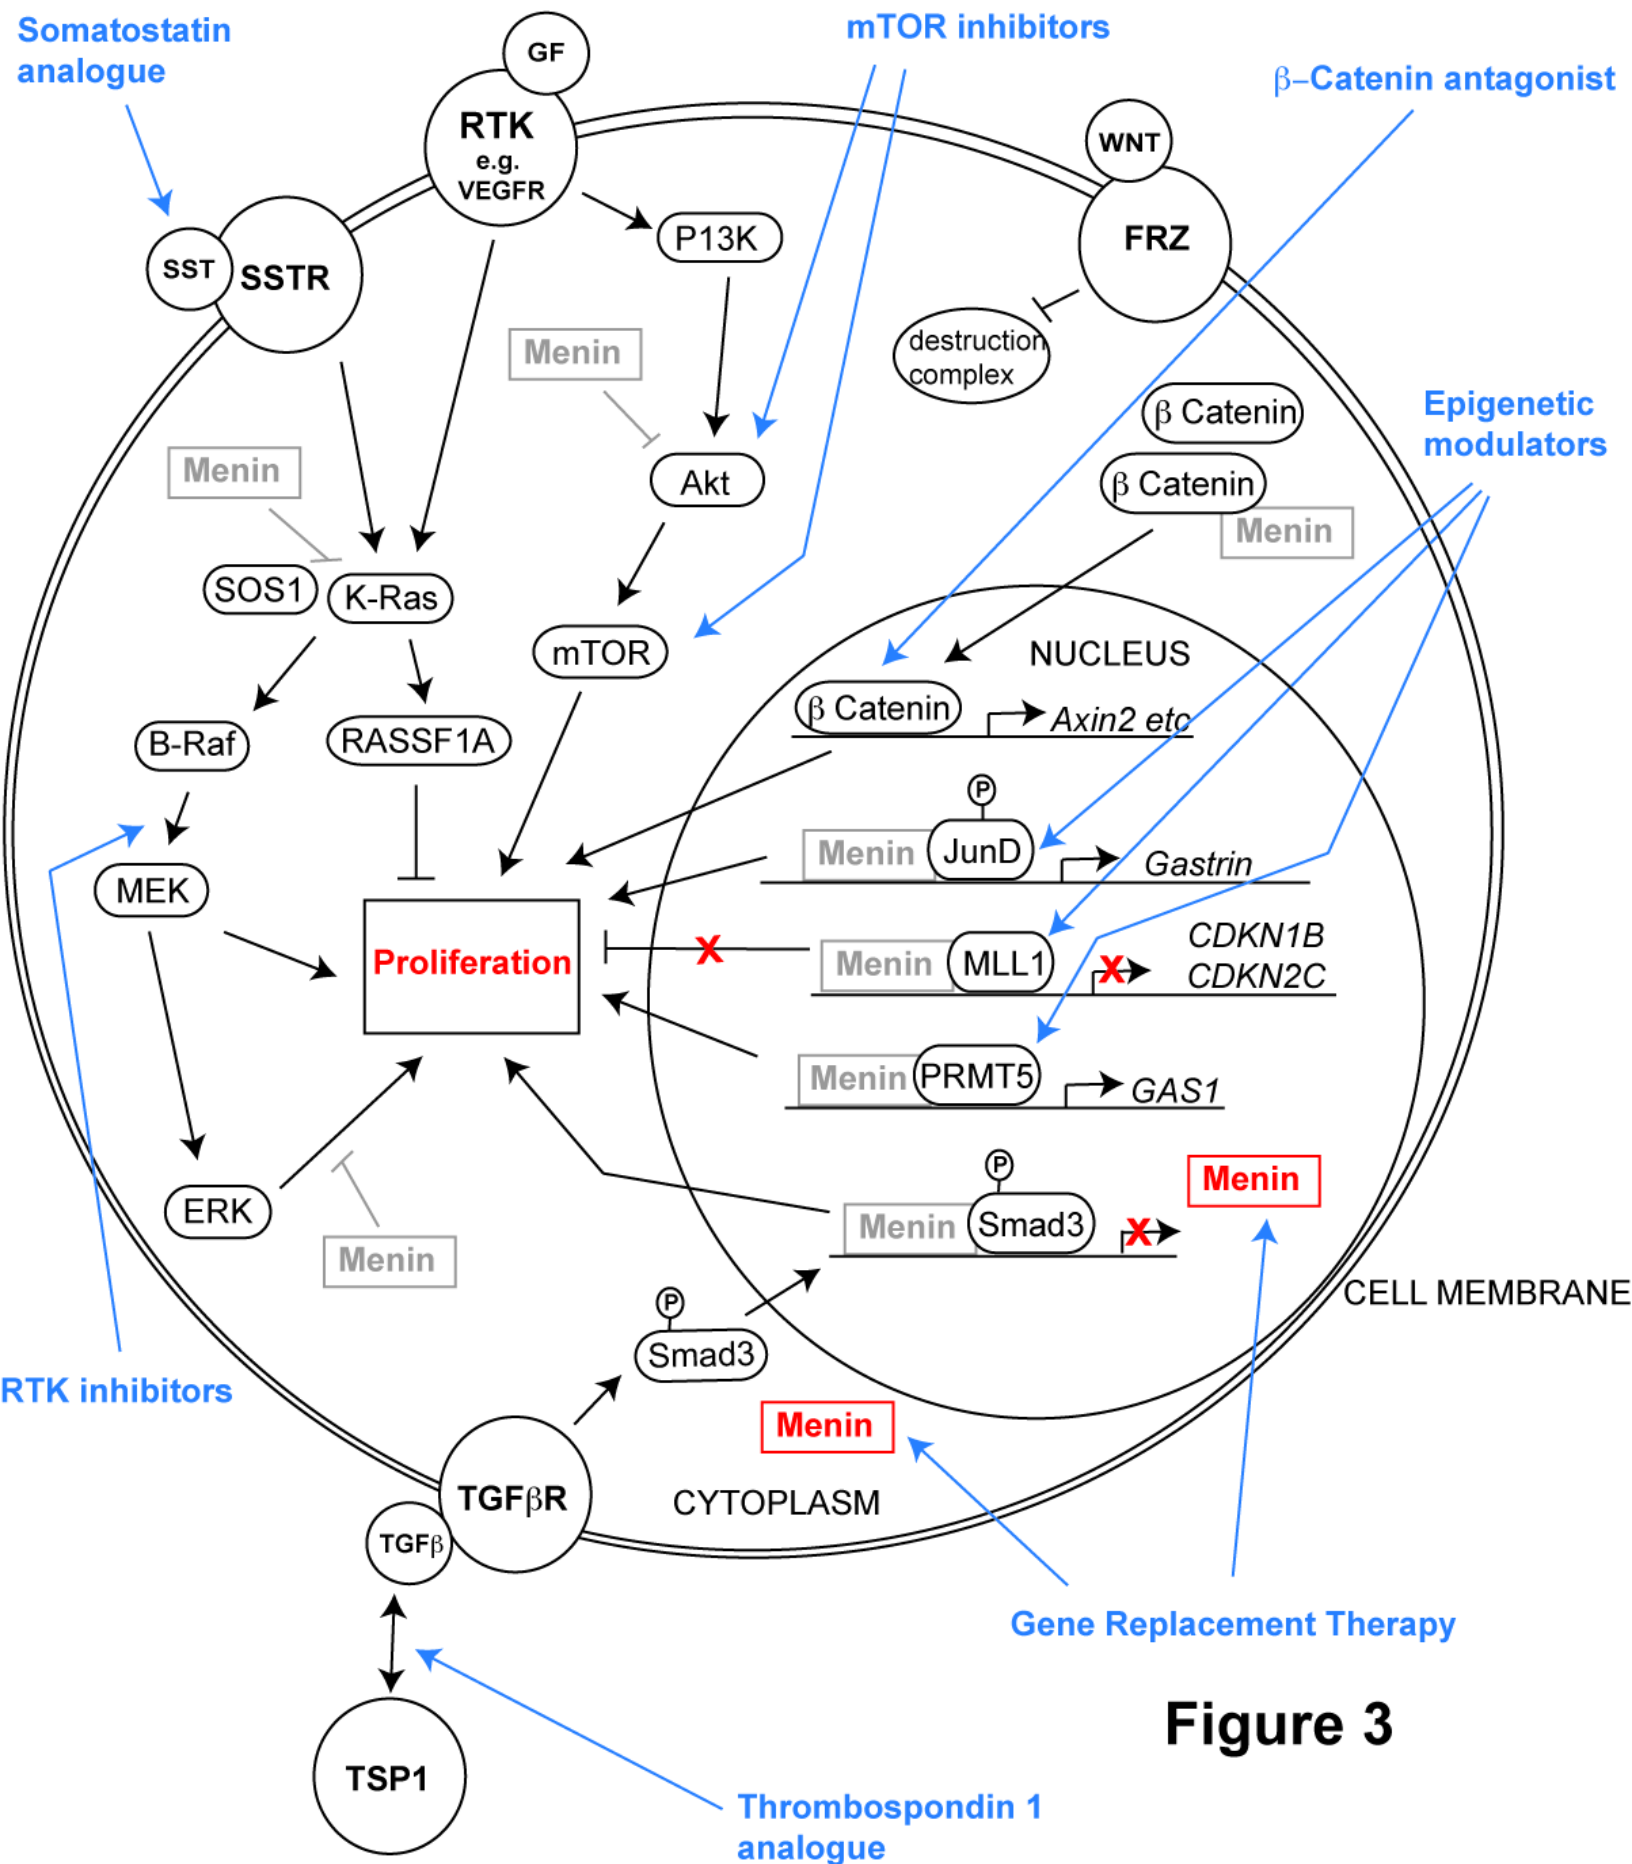 Somatostatin
analogue
GF
RTK
e.g.
VEGFR
mTOR inhibitors
β–Catenin antagonist
WNT
FRZ
SST
SSTR
P13K
destruction
complex
Menin
β Catenin
Epigenetic
modulators
Menin
Akt
β Catenin
Menin
SOS1
K-Ras
mTOR
NUCLEUS
β Catenin
Axin2 etc
B-Raf
RASSF1A
P
Menin
JunD
Gastrin
MEK
Proliferation
X
Menin
MLL1
X
CDKN1B
CDKN2C
Menin
PRMT5
GAS1
P
Menin
ERK
Menin
Smad3
X
Menin
CELL MEMBRANE
P
Smad3
RTK inhibitors
Menin
TGFβR
CYTOPLASM
TGFβ
Gene Replacement Therapy
Figure 3
TSP1
Thrombospondin 1
analogue